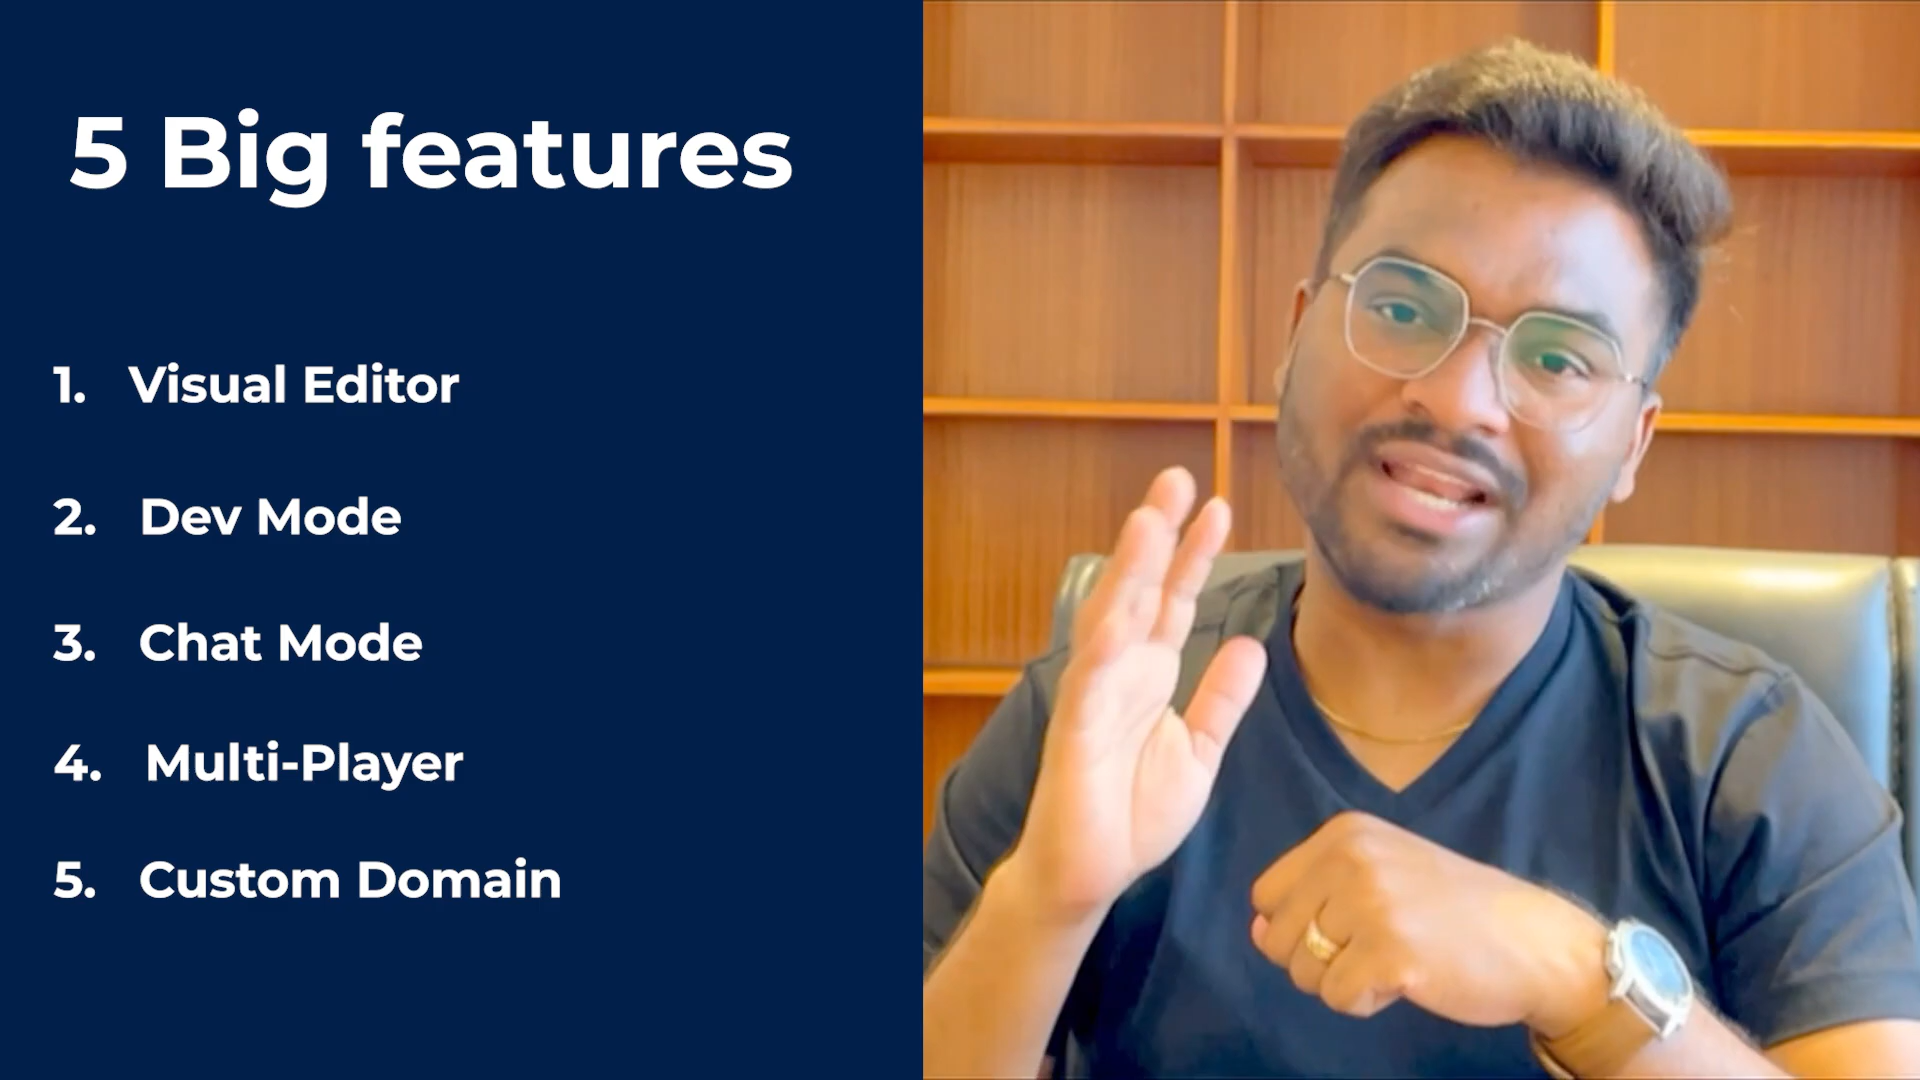 5 Big features
1. Visual Editor
2. Dev Mode
3. Chat Mode
4. Multi-Player
5. Custom Domain